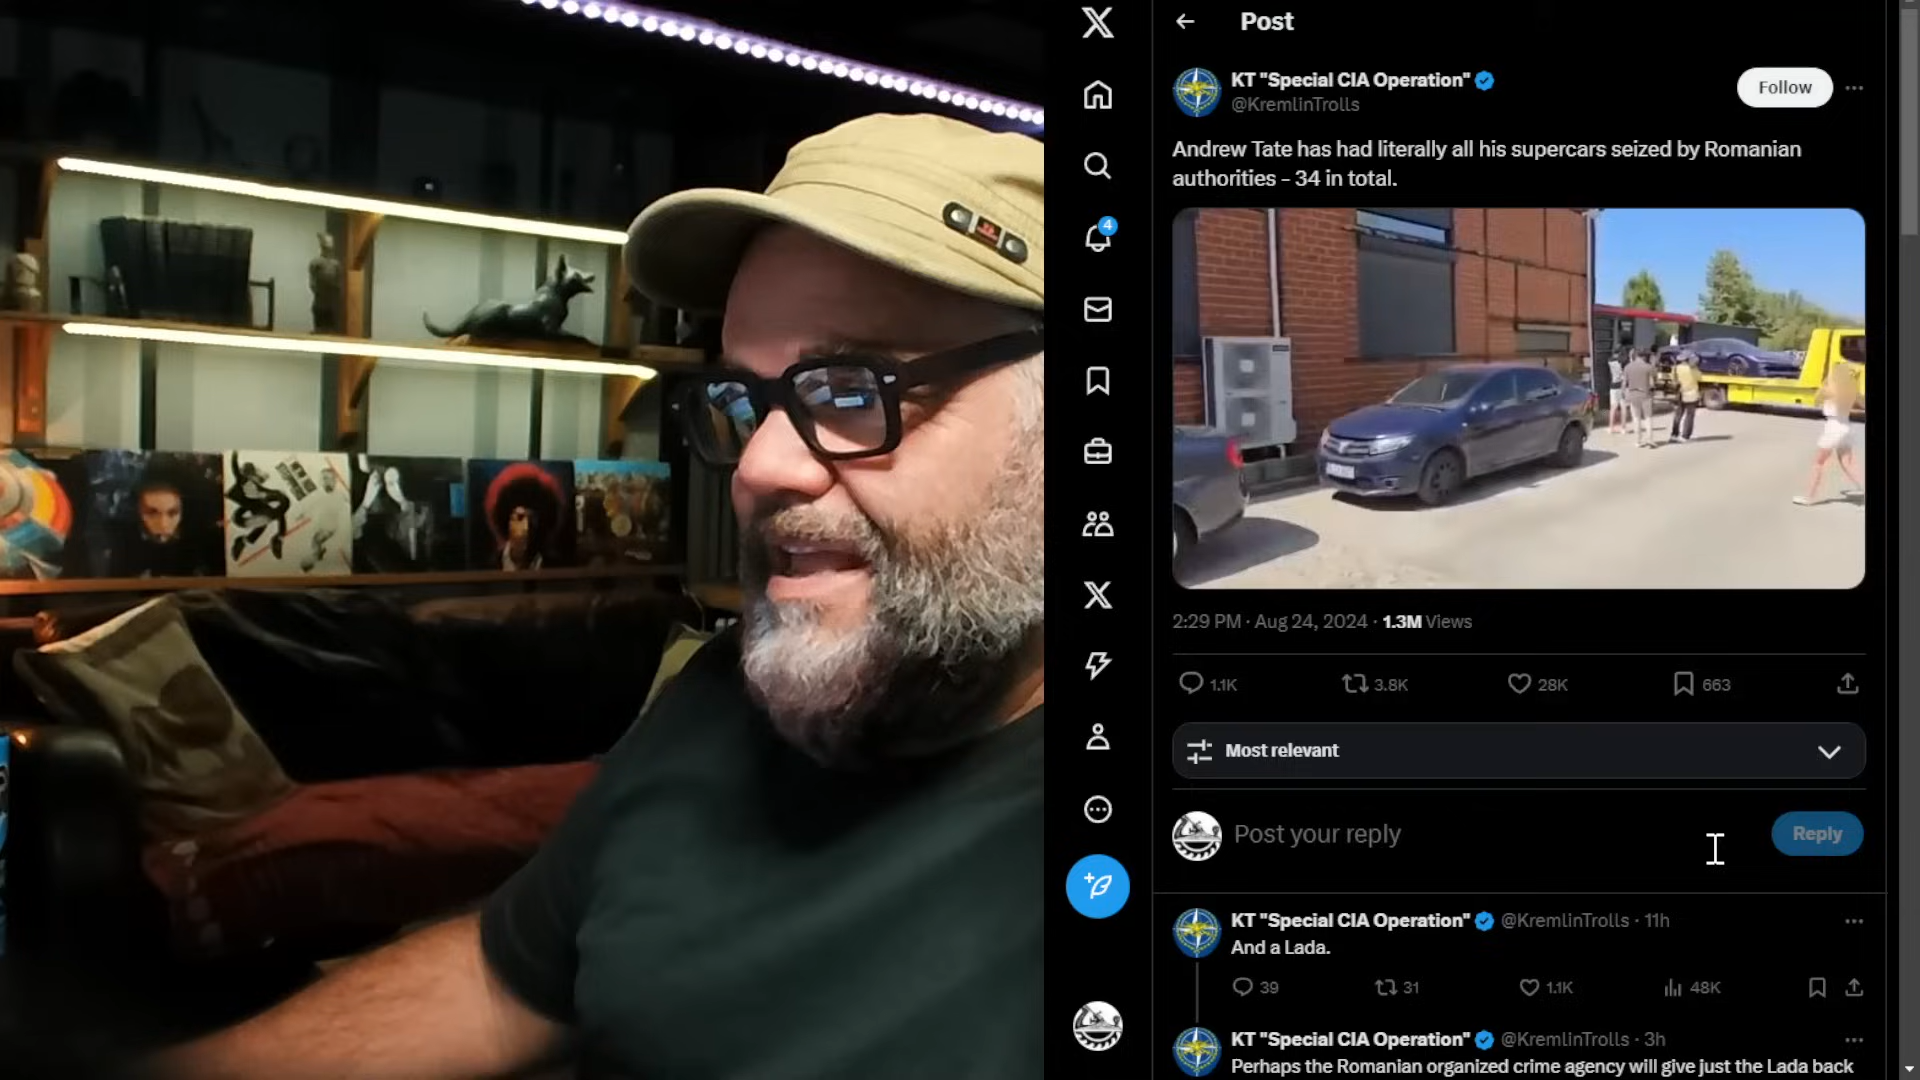 Post
KT "Special CIA Operation"
@KremlinTrolls
Follow
Andrew Tate has had literally all his supercars seized by Romanian
authorities - 34 in total.
4
2:29 PM · Aug 24, 2024 · 1.3M Views
1.1K 3.8K 28K 663
Most relevant
Post your reply
Reply
KT "Special CIA Operation" @KremlinTrolls · 11h
And a Lada.
39 31 1.1K 48K
KT "Special CIA Operation" @KremlinTrolls · 3h
Perhaps the Romanian organized crime agency will give just the Lada back